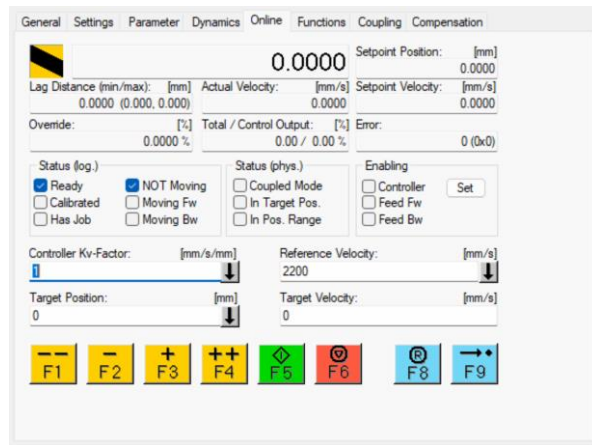 General Settings Parameter Dynamics Online Functions Coupling Compensation
0.0000
Setpoint Position: [mm]
0.0000
Lag Distance (min/max): [mm] Actual Velocity: [mm/s] Setpoint Velocity: [mm/s]
0.0000 (0.000, 0.000) 0.0000 0.0000
Override: [%] Total / Control Output: [%] Error:
0.0000 % 0.00 / 0.00 % 0 (0x0)
Status (log.) Status (phys.) Enabling
Ready NOT Moving Coupled Mode Controller Set
Calibrated Moving Fw In Target Pos. Feed Fw
Has Job Moving Bw In Pos. Range Feed Bw
Controller Kv-Factor: [mm/s/mm] Reference Velocity: [mm/s]
1 2200
Target Position: [mm] Target Velocity: [mm/s]
0 0
-- - + ++ R
F1 F2 F3 F4 F5 F6 F8 F9